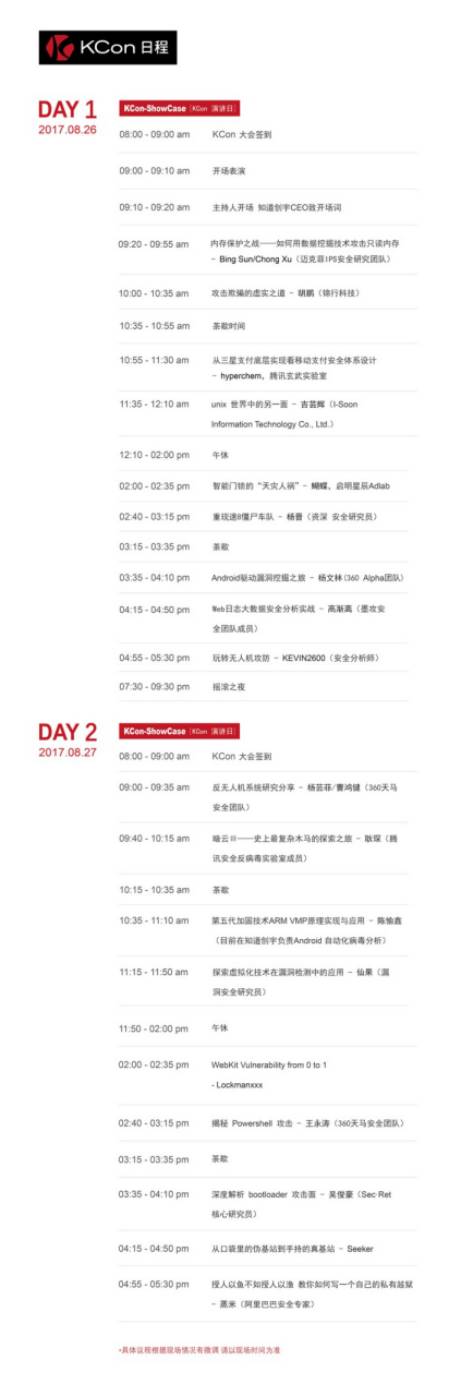 KCon 日程
DAY 1
2017.08.26
KCon-ShowCase [KCon 演讲日]
08:00 - 09:00 am KCon 大会签到
09:00 - 09:10 am 开场表演
09:10 - 09:20 am 主持人开场 知道创宇CEO致开场词
09:20 - 09:55 am 内存保护之战——如何用数据挖掘技术攻击只读内存
- Bing Sun/Chong Xu（迈克菲IPS安全研究团队）
10:00 - 10:35 am 攻击欺骗的虚实之道 - 胡鹏（锦行科技）
10:35 - 10:55 am 茶歇时间
10:55 - 11:30 am 从三星支付底层实现看移动支付安全体系设计
- hyperchem，腾讯玄武实验室
11:35 - 12:10 am unix 世界中的另一面 - 吉芸辉（I-Soon
Information Technology Co., Ltd.）
12:10 - 02:00 pm 午休
02:00 - 02:35 pm 智能门锁的“天灾人祸”- 蝴蝶、启明星辰Adlab
02:40 - 03:15 pm 重现速8僵尸车队 - 杨晋（资深 安全研究员）
03:15 - 03:35 pm 茶歇
03:35 - 04:10 pm Android驱动漏洞挖掘之旅 - 杨文林(360 Alpha团队)
04:15 - 04:50 pm Web日志大数据安全分析实战 - 高渐离（墨攻安
全团队成员）
04:55 - 05:30 pm 玩转无人机攻防 - KEVIN2600（安全分析师）
07:30 - 09:30 pm 摇滚之夜
DAY 2
2017.08.27
KCon-ShowCase [KCon 演讲日]
08:00 - 09:00 am KCon 大会签到
09:00 - 09:35 am 反无人机系统研究分享 - 杨芸菲/曹鸿健（360天马
安全团队）
09:40 - 10:15 am 暗云Ⅲ——史上最复杂木马的探索之旅 - 耿琛（腾
讯安全反病毒实验室成员）
10:15 - 10:35 am 茶歇
10:35 - 11:10 am 第五代加固技术ARM VMP原理实现与应用 - 陈愉鑫
（目前在知道创宇负责Android 自动化病毒分析）
11:15 - 11:50 am 探索虚拟化技术在漏洞检测中的应用 - 仙果（漏
洞安全研究员）
11:50 - 02:00 pm 午休
02:00 - 02:35 pm WebKit Vulnerability from 0 to 1
- Lockmanxxx
02:40 - 03:15 pm 揭秘 Powershell 攻击 - 王永涛（360天马安全团队）
03:15 - 03:35 pm 茶歇
03:35 - 04:10 pm 深度解析 bootloader 攻击面 - 吴俊豪（Sec Ret
核心研究员）
04:15 - 04:50 pm 从口袋里的伪基站到手持的真基站 - Seeker
04:55 - 05:30 pm 授人以鱼不如授人以渔 教你如何写一个自己的私有越狱
- 蒸米（阿里巴巴安全专家）
*具体议程根据现场情况有微调 请以现场时间为准